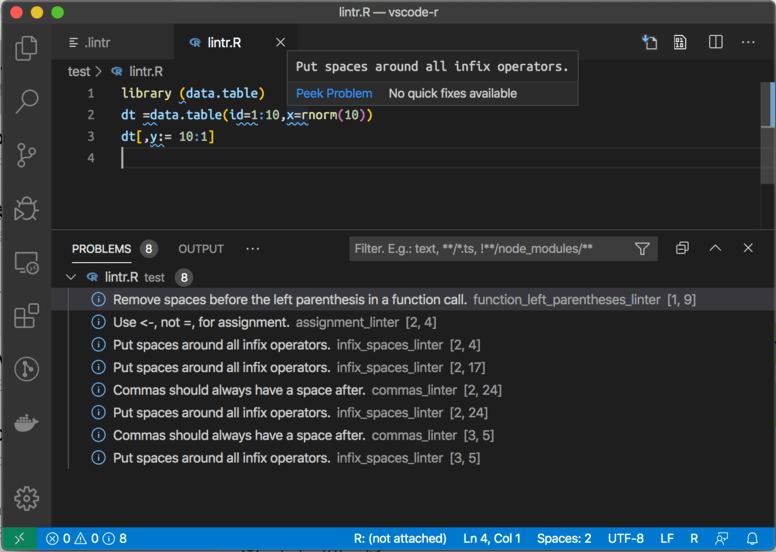 lintr.R — vscode-r
.lintr
lintr.R
test > lintr.R
Put spaces around all infix operators.
Peek Problem No quick fixes available
1 library (data.table)
2 dt =data.table(id=1:10,x=rnorm(10))
3 dt[,y:= 10:1]
4
PROBLEMS 8 OUTPUT ··· Filter. E.g.: text, **/*.ts, !**/node_modules/**
lintr.R test 8
Remove spaces before the left parenthesis in a function call. function_left_parentheses_linter [1, 9]
Use <-, not =, for assignment. assignment_linter [2, 4]
Put spaces around all infix operators. infix_spaces_linter [2, 4]
Put spaces around all infix operators. infix_spaces_linter [2, 17]
Commas should always have a space after. commas_linter [2, 24]
Put spaces around all infix operators. infix_spaces_linter [2, 24]
Commas should always have a space after. commas_linter [3, 5]
Put spaces around all infix operators. infix_spaces_linter [3, 5]
0 0 8 R: (not attached) Ln 4, Col 1 Spaces: 2 UTF-8 LF R